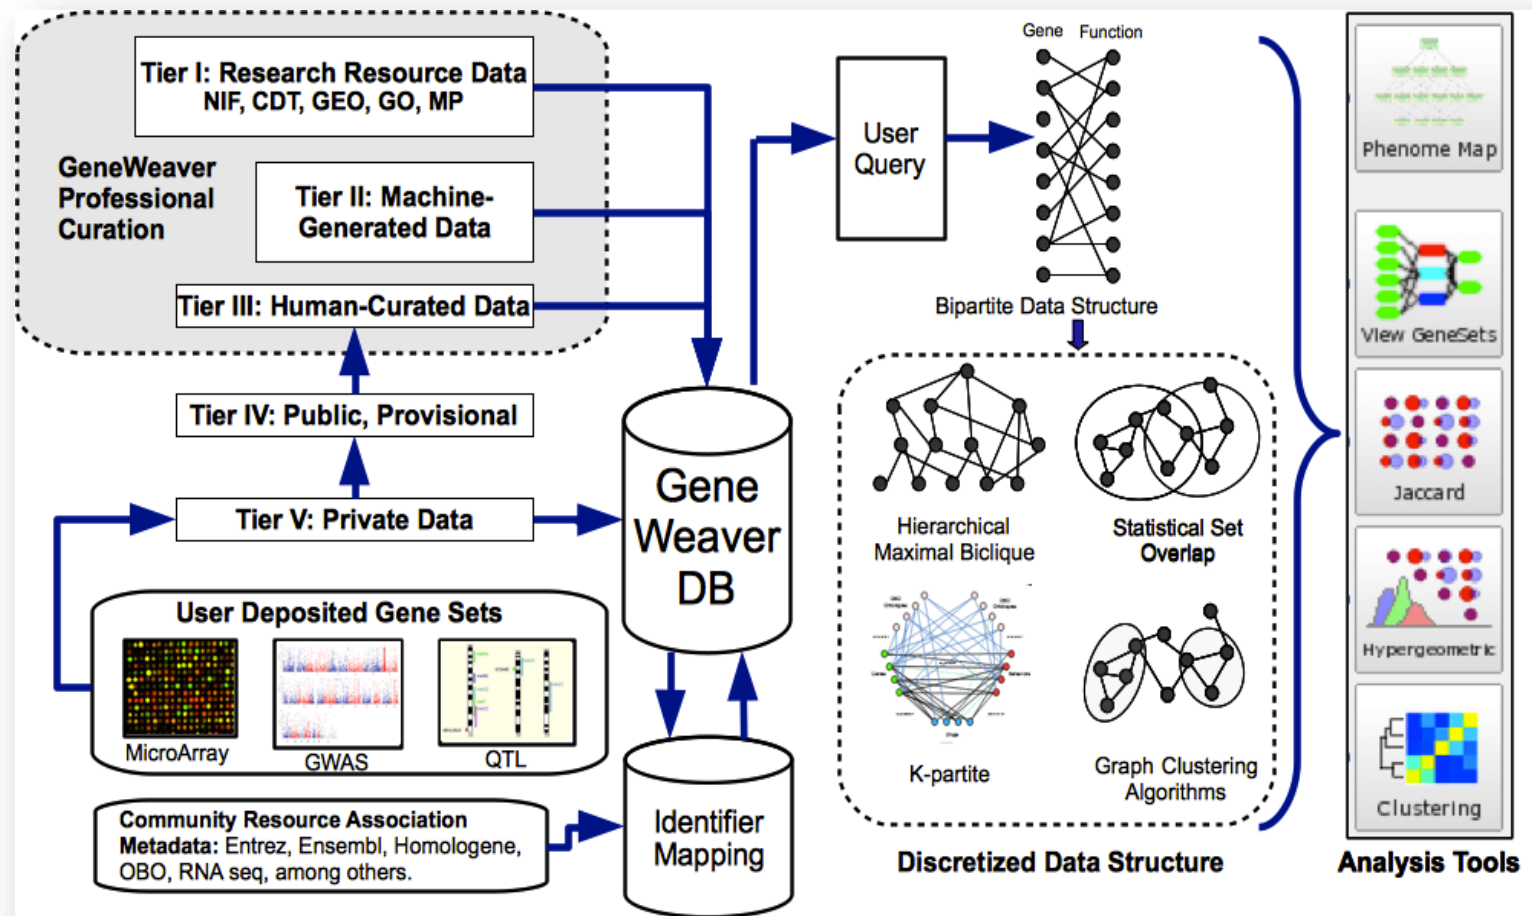 Tier I: Research Resource Data
NIF, CDT, GEO, GO, MP
GeneWeaver
Professional
Curation
Tier II: Machine-
Generated Data
Tier III: Human-Curated Data
Tier IV: Public, Provisional
Tier V: Private Data
User Deposited Gene Sets
MicroArray
GWAS
QTL
Community Resource Association
Metadata: Entrez, Ensembl, Homologene,
OBO, RNA seq, among others.
Gene
Weaver
DB
Identifier
Mapping
User
Query
Gene
Function
Bipartite Data Structure
Hierarchical
Maximal Biclique
Statistical Set
Overlap
K-partite
Graph Clustering
Algorithms
Discretized Data Structure
Phenome Map
View GeneSets
Jaccard
Hypergeometric
Clustering
Analysis Tools